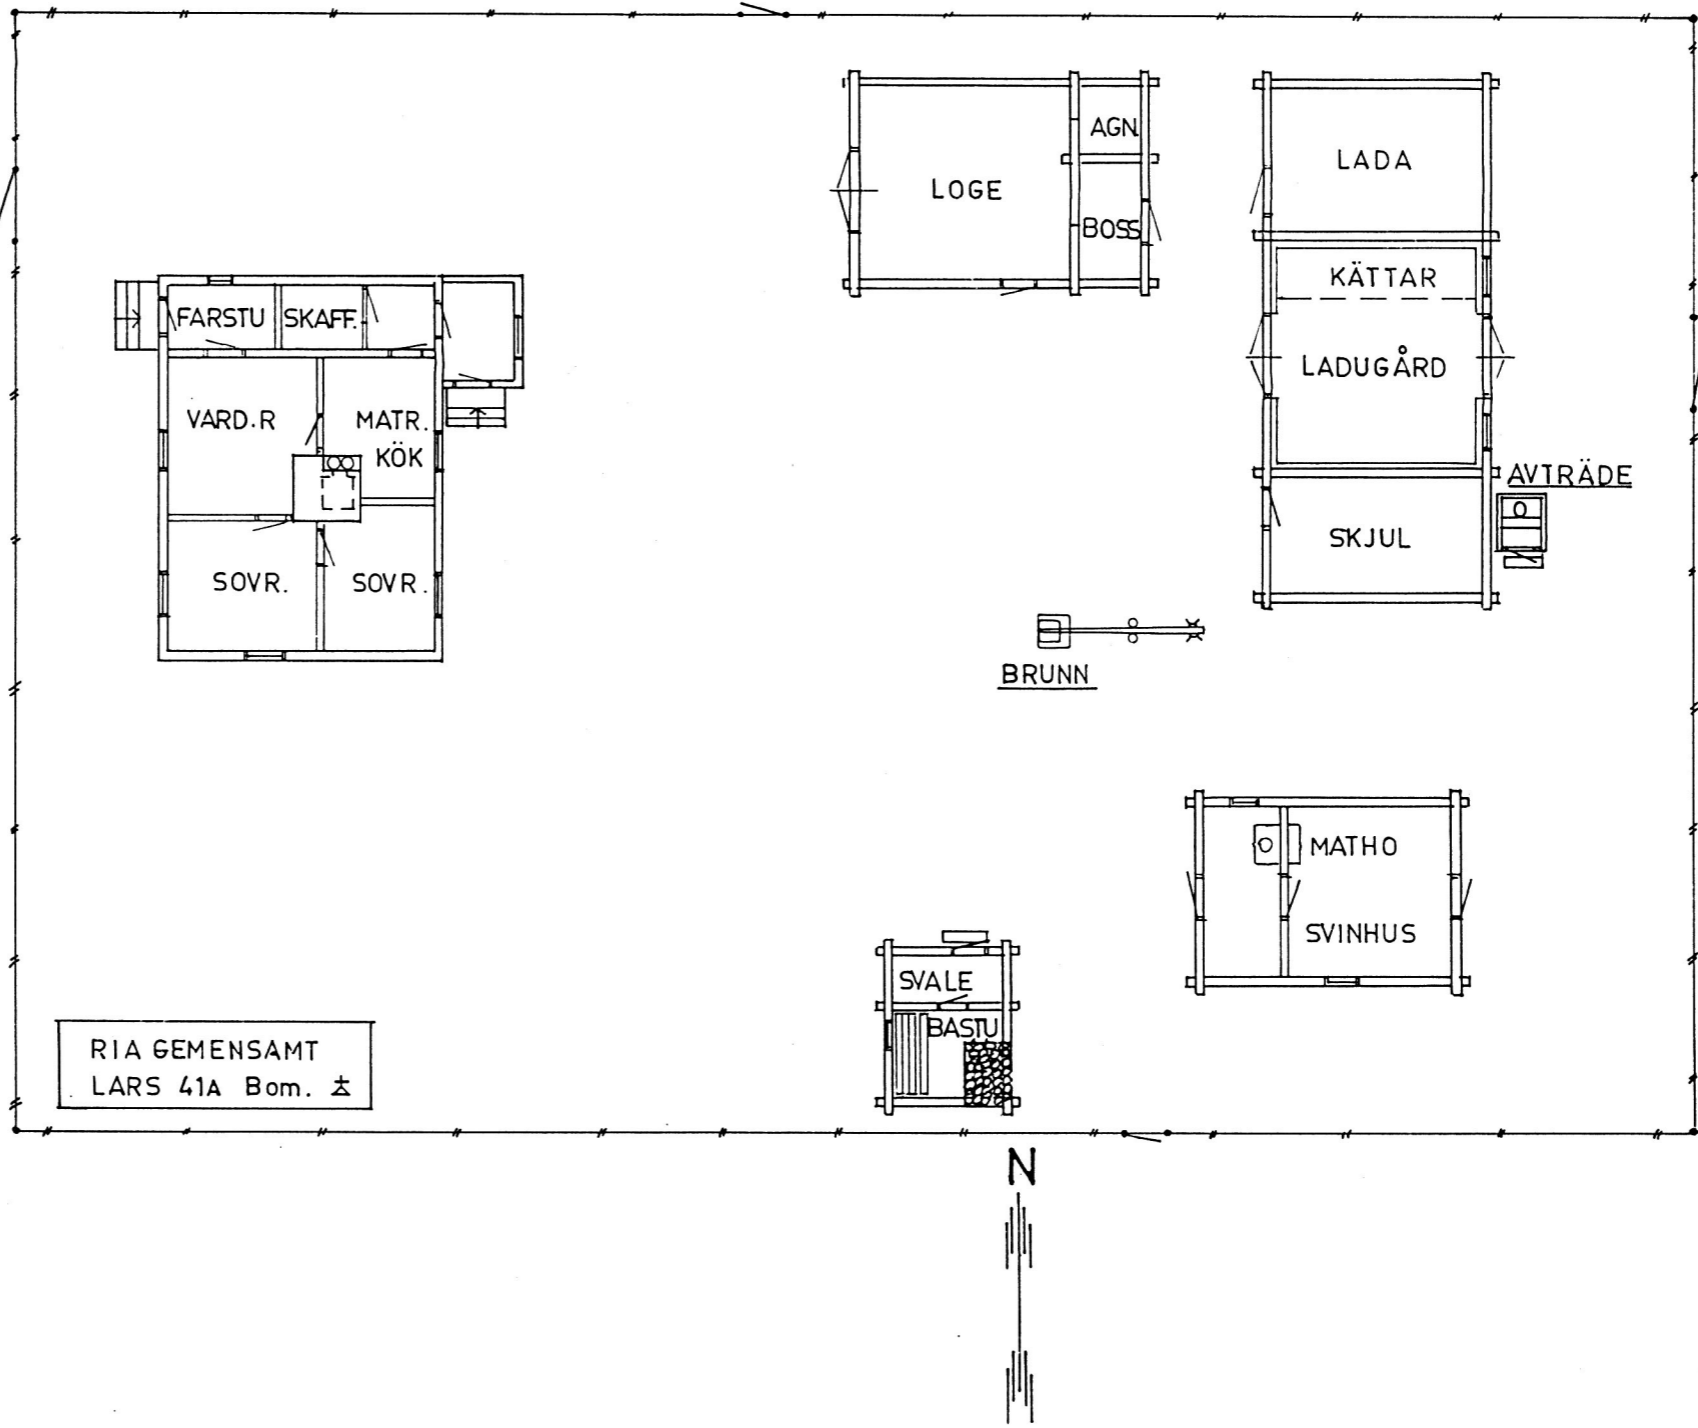 AGN.
LOGE
BOSS
LADA
KÄTTAR
LADUGÅRD
SKJUL
AVTRÄDE
FARSTU
SKAFF.
VARD.R
MATR.
KÖK
SOVR.
SOVR.
BRUNN
MATHO
SVINHUS
SVALE
BASTU
RIA GEMENSAMT
LARS 41A Bom.
N